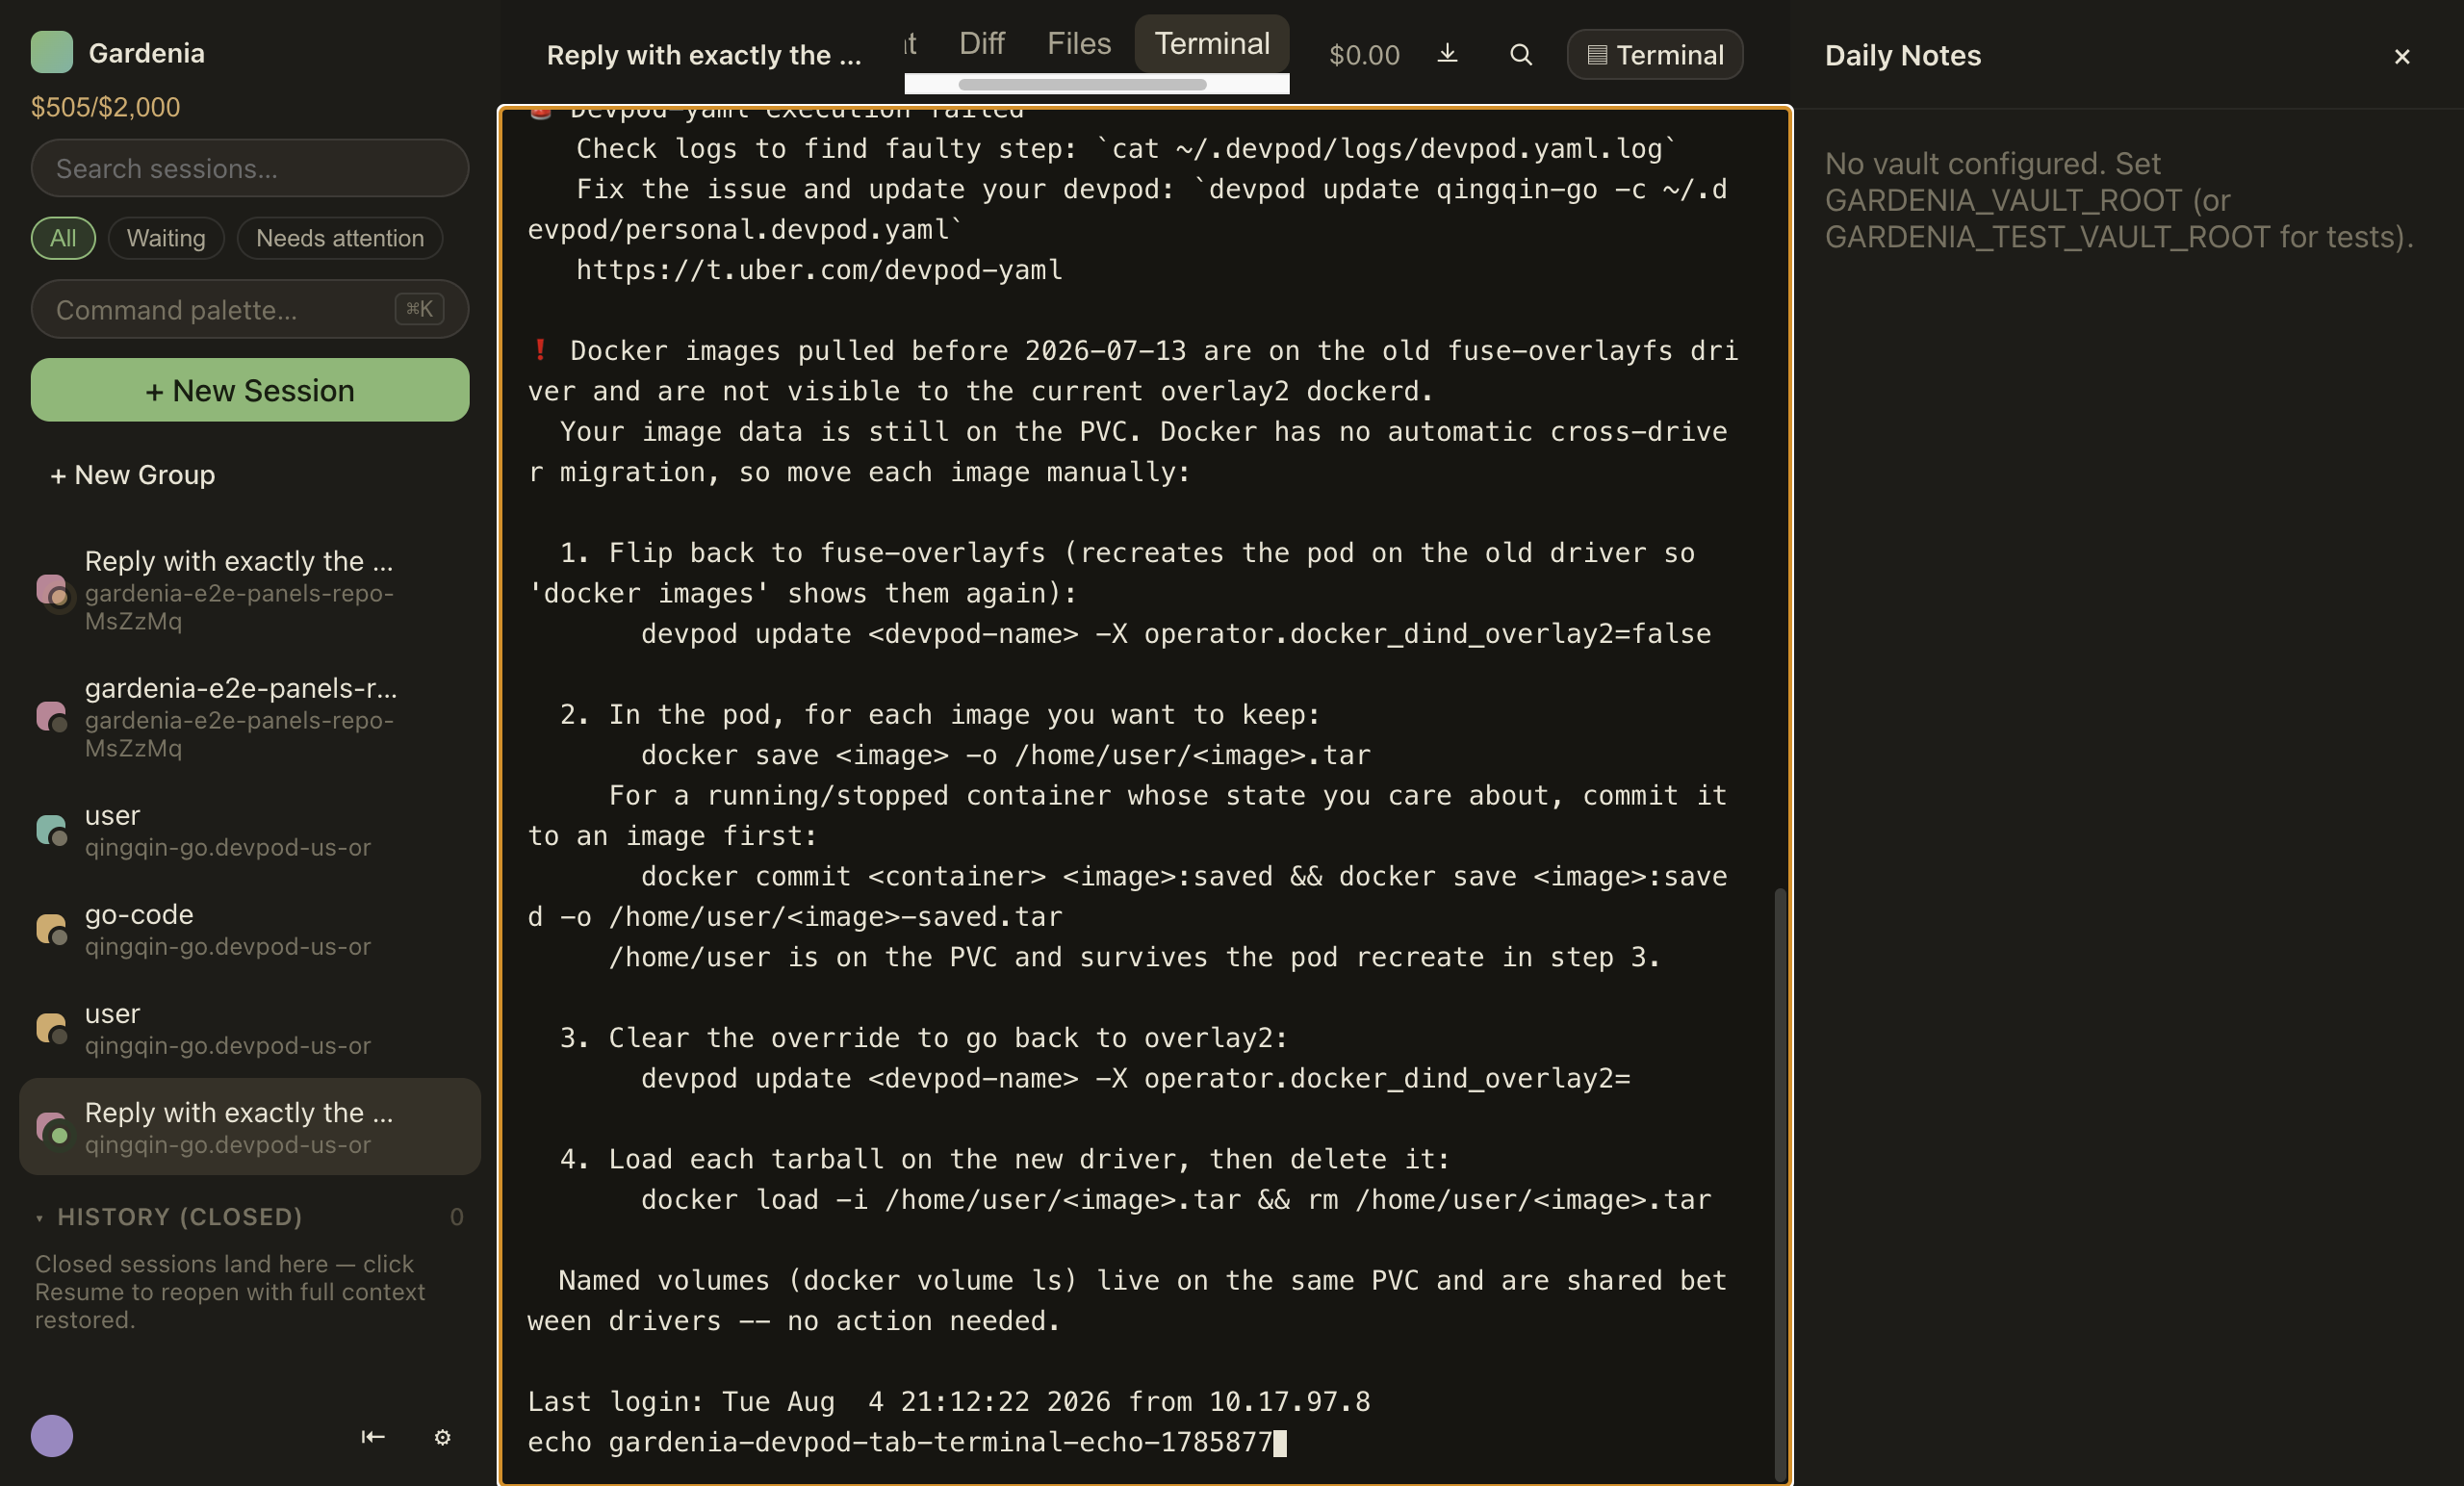 Gardenia
$505/$2,000
Search sessions...
All Waiting Needs attention
Command palette... ⌘K
+ New Session
+ New Group
Reply with exactly the ...
gardenia-e2e-panels-repo-
MsZzMq
gardenia-e2e-panels-r...
gardenia-e2e-panels-repo-
MsZzMq
user
qingqin-go.devpod-us-or
go-code
qingqin-go.devpod-us-or
user
qingqin-go.devpod-us-or
Reply with exactly the ...
qingqin-go.devpod-us-or
HISTORY (CLOSED) 0
Closed sessions land here — click
Resume to reopen with full context
restored.
Reply with exactly the ... t Diff Files Terminal $0.00 Terminal
Devpod-yaml execution failed
Check logs to find faulty step: `cat ~/.devpod/logs/devpod.yaml.log`
Fix the issue and update your devpod: `devpod update qingqin-go -c ~/.d
evpod/personal.devpod.yaml`
https://t.uber.com/devpod-yaml
❗ Docker images pulled before 2026-07-13 are on the old fuse-overlayfs dri
ver and are not visible to the current overlay2 dockerd.
Your image data is still on the PVC. Docker has no automatic cross-drive
r migration, so move each image manually:
1. Flip back to fuse-overlayfs (recreates the pod on the old driver so
'docker images' shows them again):
devpod update <devpod-name> -X operator.docker_dind_overlay2=false
2. In the pod, for each image you want to keep:
docker save <image> -o /home/user/<image>.tar
For a running/stopped container whose state you care about, commit it
to an image first:
docker commit <container> <image>:saved && docker save <image>:save
d -o /home/user/<image>-saved.tar
/home/user is on the PVC and survives the pod recreate in step 3.
3. Clear the override to go back to overlay2:
devpod update <devpod-name> -X operator.docker_dind_overlay2=
4. Load each tarball on the new driver, then delete it:
docker load -i /home/user/<image>.tar && rm /home/user/<image>.tar
Named volumes (docker volume ls) live on the same PVC and are shared bet
ween drivers -- no action needed.
Last login: Tue Aug  4 21:12:22 2026 from 10.17.97.8
echo gardenia-devpod-tab-terminal-echo-1785877
Daily Notes ×
No vault configured. Set
GARDENIA_VAULT_ROOT (or
GARDENIA_TEST_VAULT_ROOT for tests).